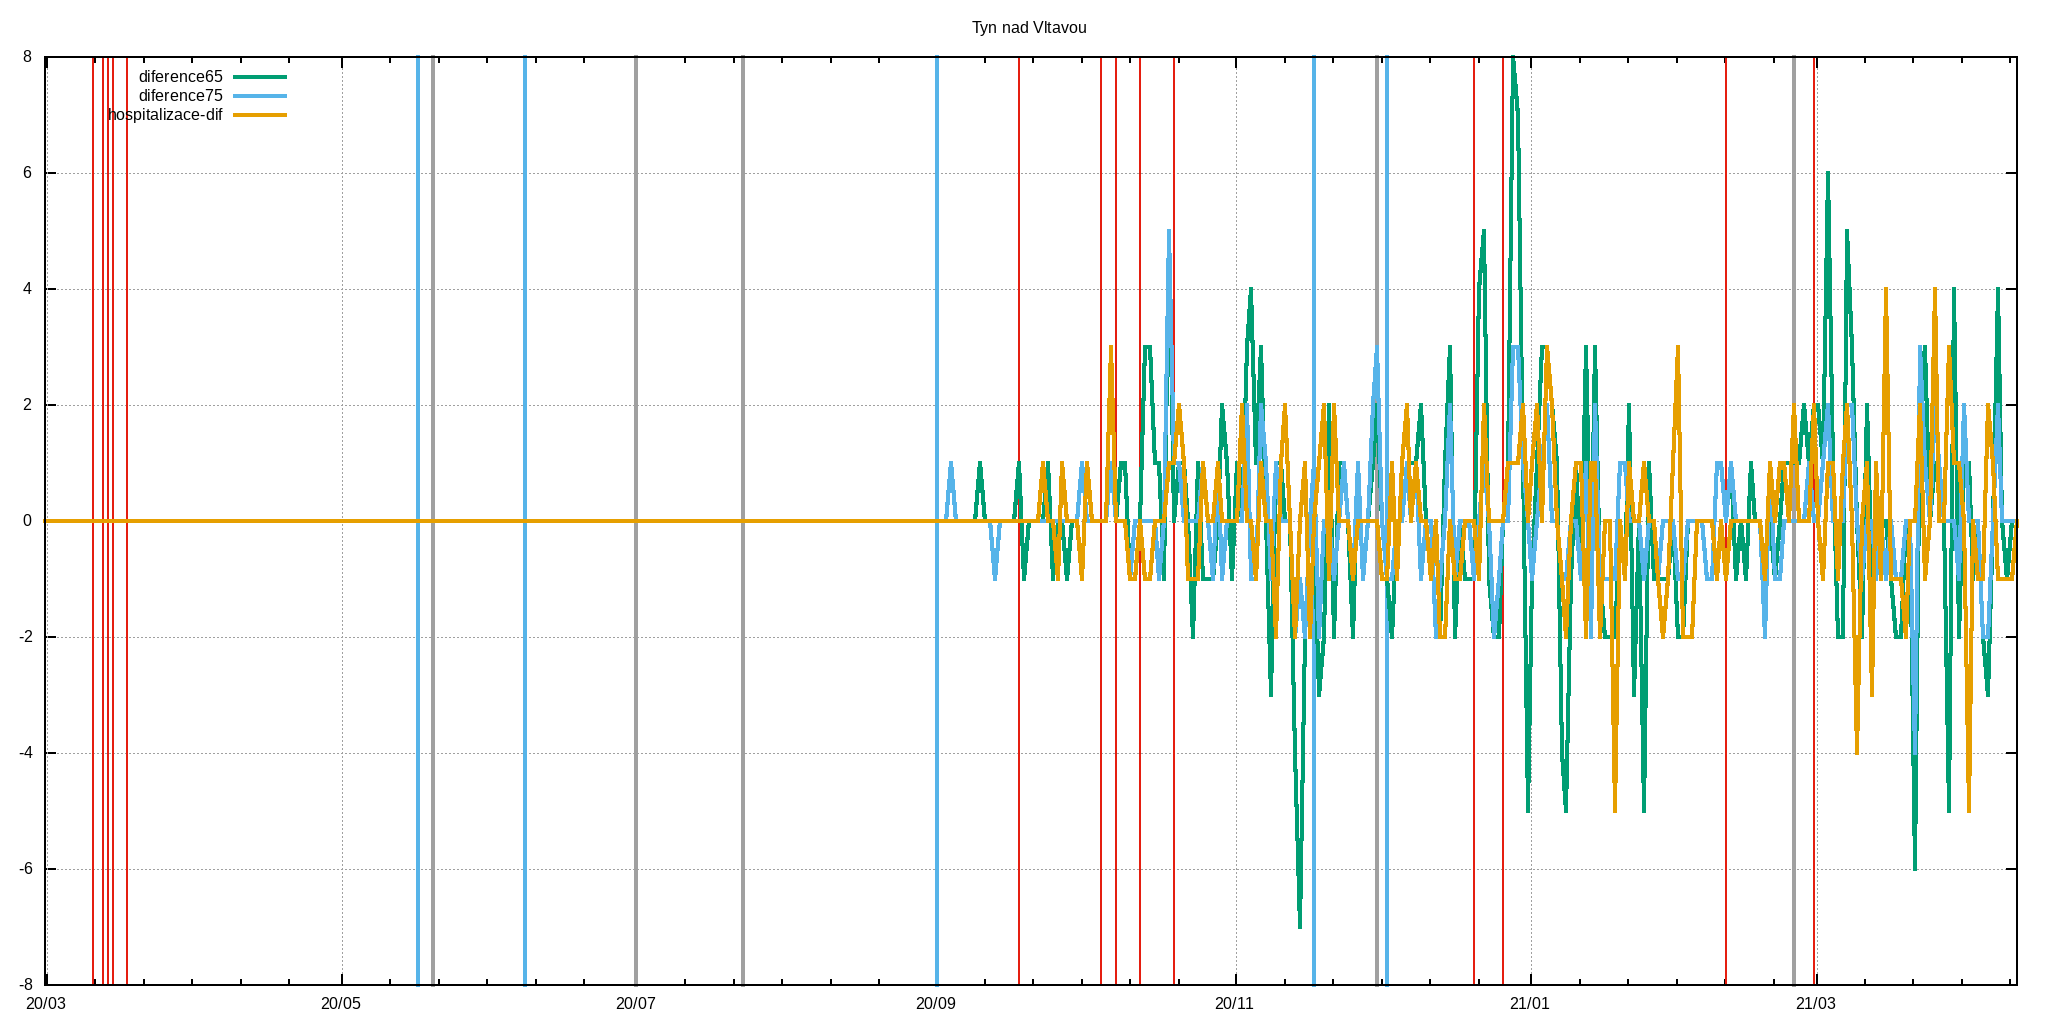 Tyn nad Vltavou
diference65
diference75
hospitalizace-dif
8
6
4
2
0
-2
-4
-6
-8
20/03 20/05 20/07 20/09 20/11 21/01 21/03